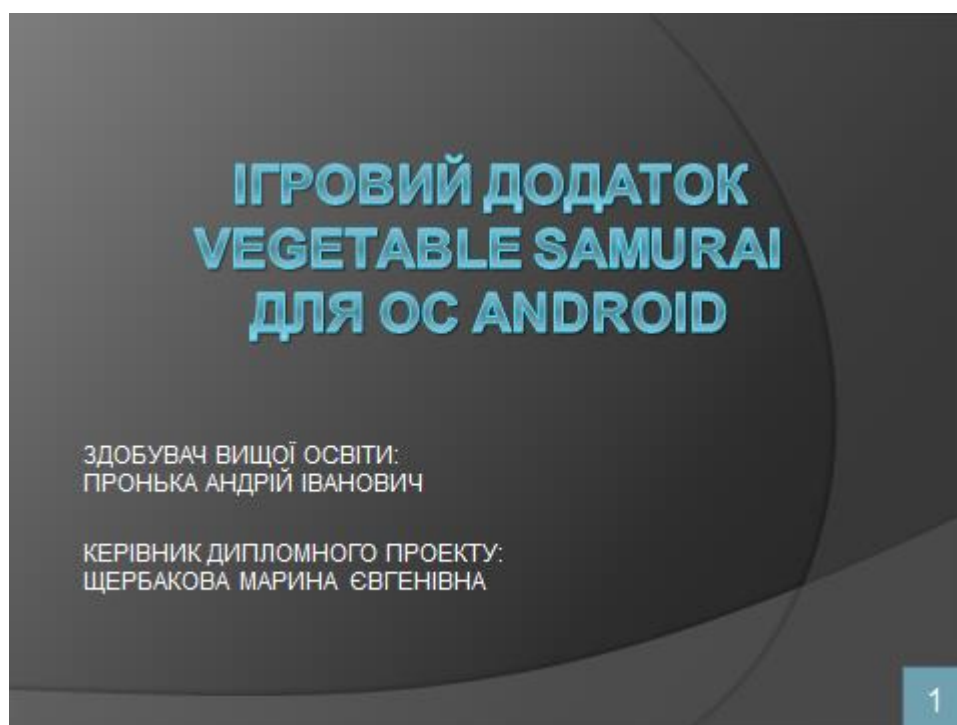 ІГРОВИЙ ДОДАТОК
VEGETABLE SAMURAI
ДЛЯ ОС ANDROID
ЗДОБУВАЧ ВИЩОЇ ОСВІТИ:
ПРОНЬКА АНДРІЙ ІВАНОВИЧ
КЕРІВНИК ДИПЛОМНОГО ПРОЕКТУ:
ЩЕРБАКОВА МАРИНА ЄВГЕНІВНА
1